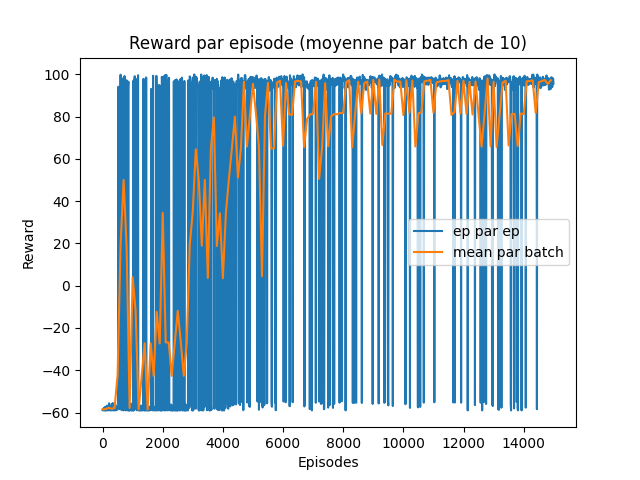 Reward par episode (moyenne par batch de 10)
100
80
60
40
20
0
−20
−40
−60
Reward
ep par ep
mean par batch
0 2000 4000 6000 8000 10000 12000 14000
Episodes